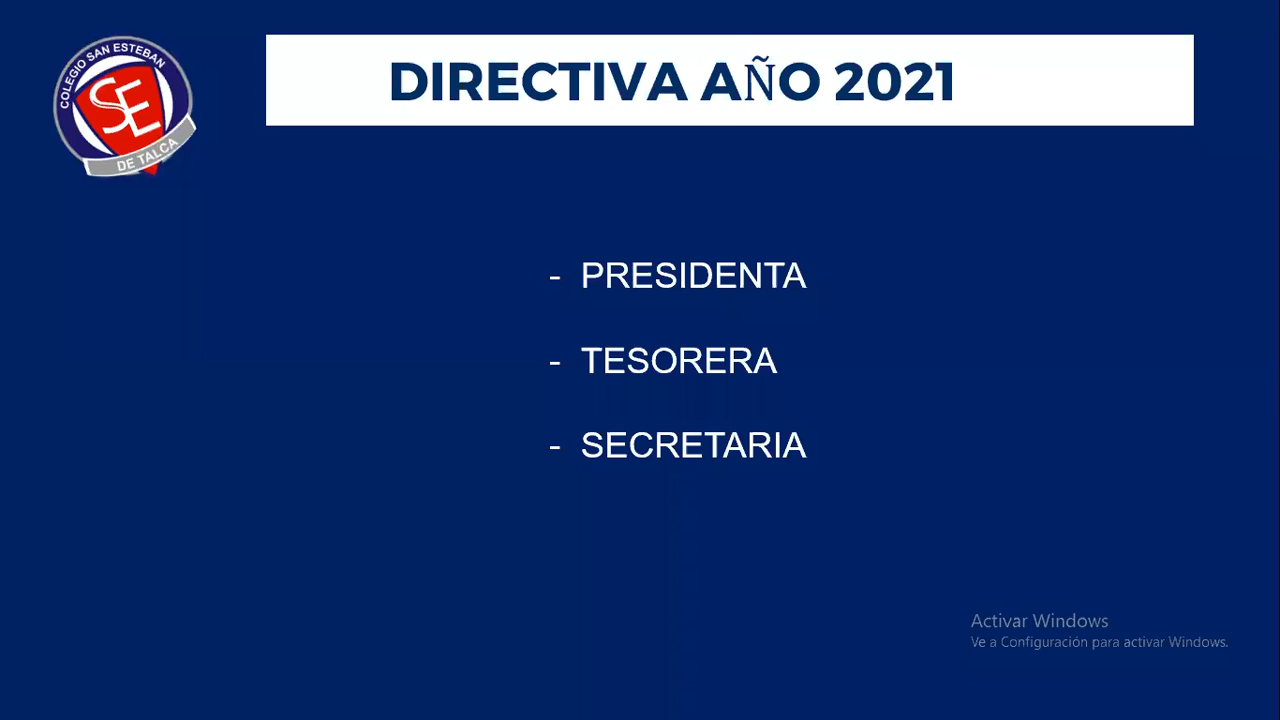 COLEGIO SAN ESTEBAN
SE
DE TALCA
DIRECTIVA AÑO 2021
- PRESIDENTA
- TESORERA
- SECRETARIA
Activar Windows
Ve a Configuración para activar Windows.